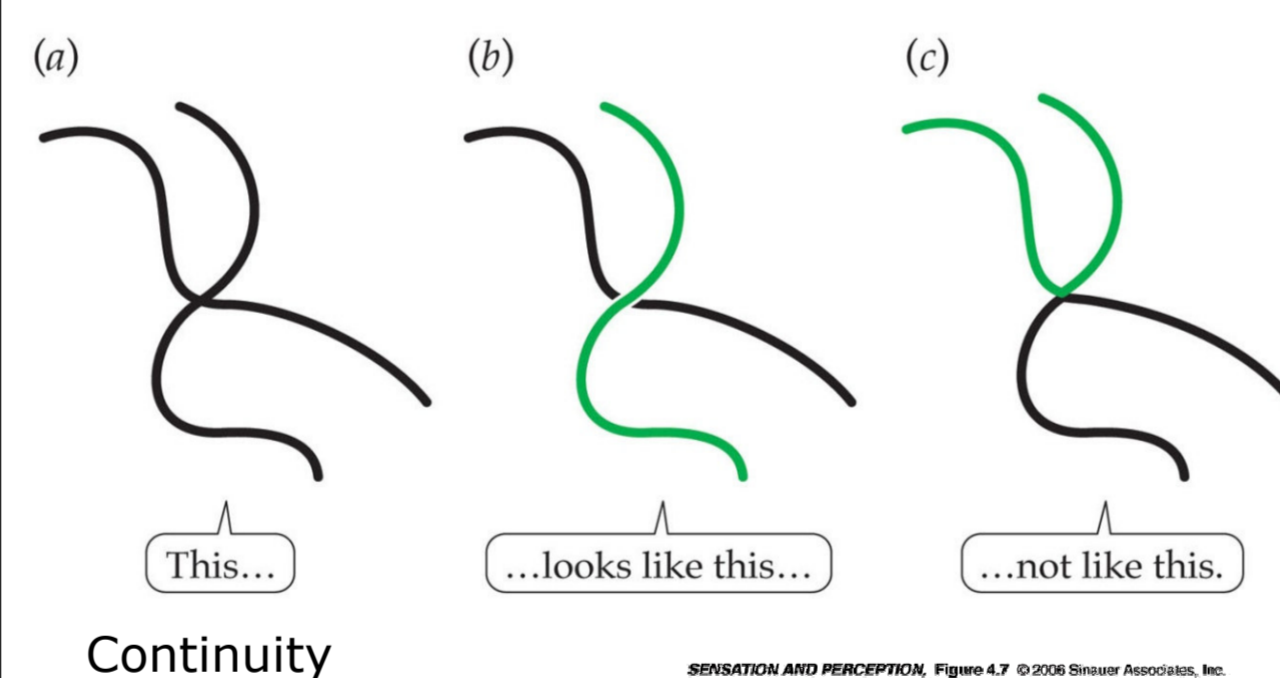 (a) (b) (c)
This... ...looks like this... ...not like this.
Continuity
SENSATION AND PERCEPTION, Figure 4.7 © 2006 Sinauer Associates, Inc.